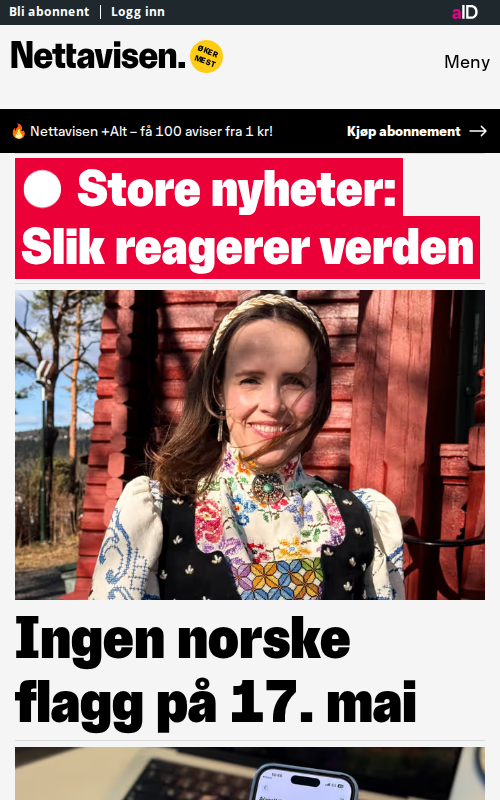 Bli abonnent
Logg inn
aID
Nettavisen.
ØKER
MEST
Meny
🔥 Nettavisen +Alt – få 100 aviser fra 1 kr!
Kjøp abonnement
Store nyheter:
Slik reagerer verden
Ingen norske
flagg på 17. mai